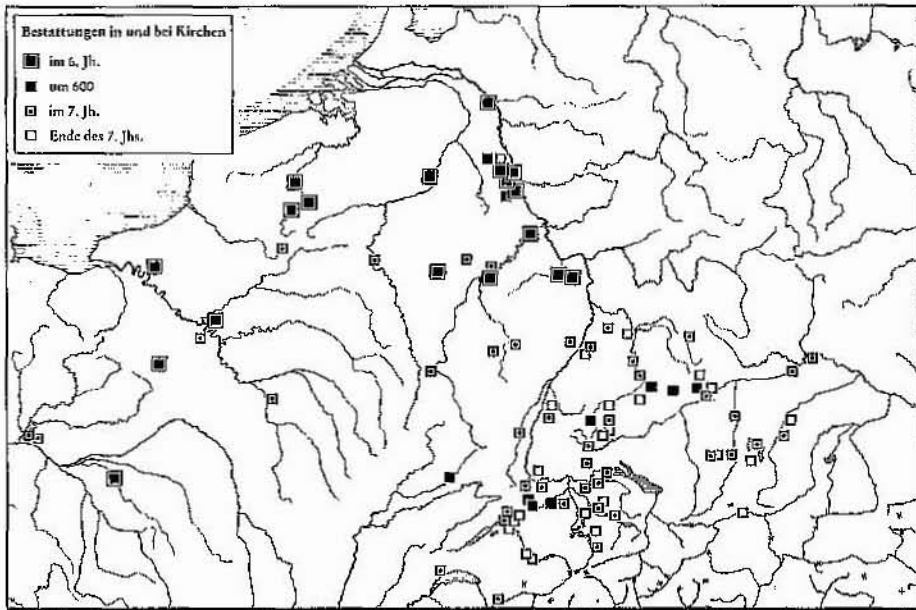 Bestattungen in und bei Kirchen
im 6. Jh.
um 600
im 7. Jh.
Ende des 7. Jhs.